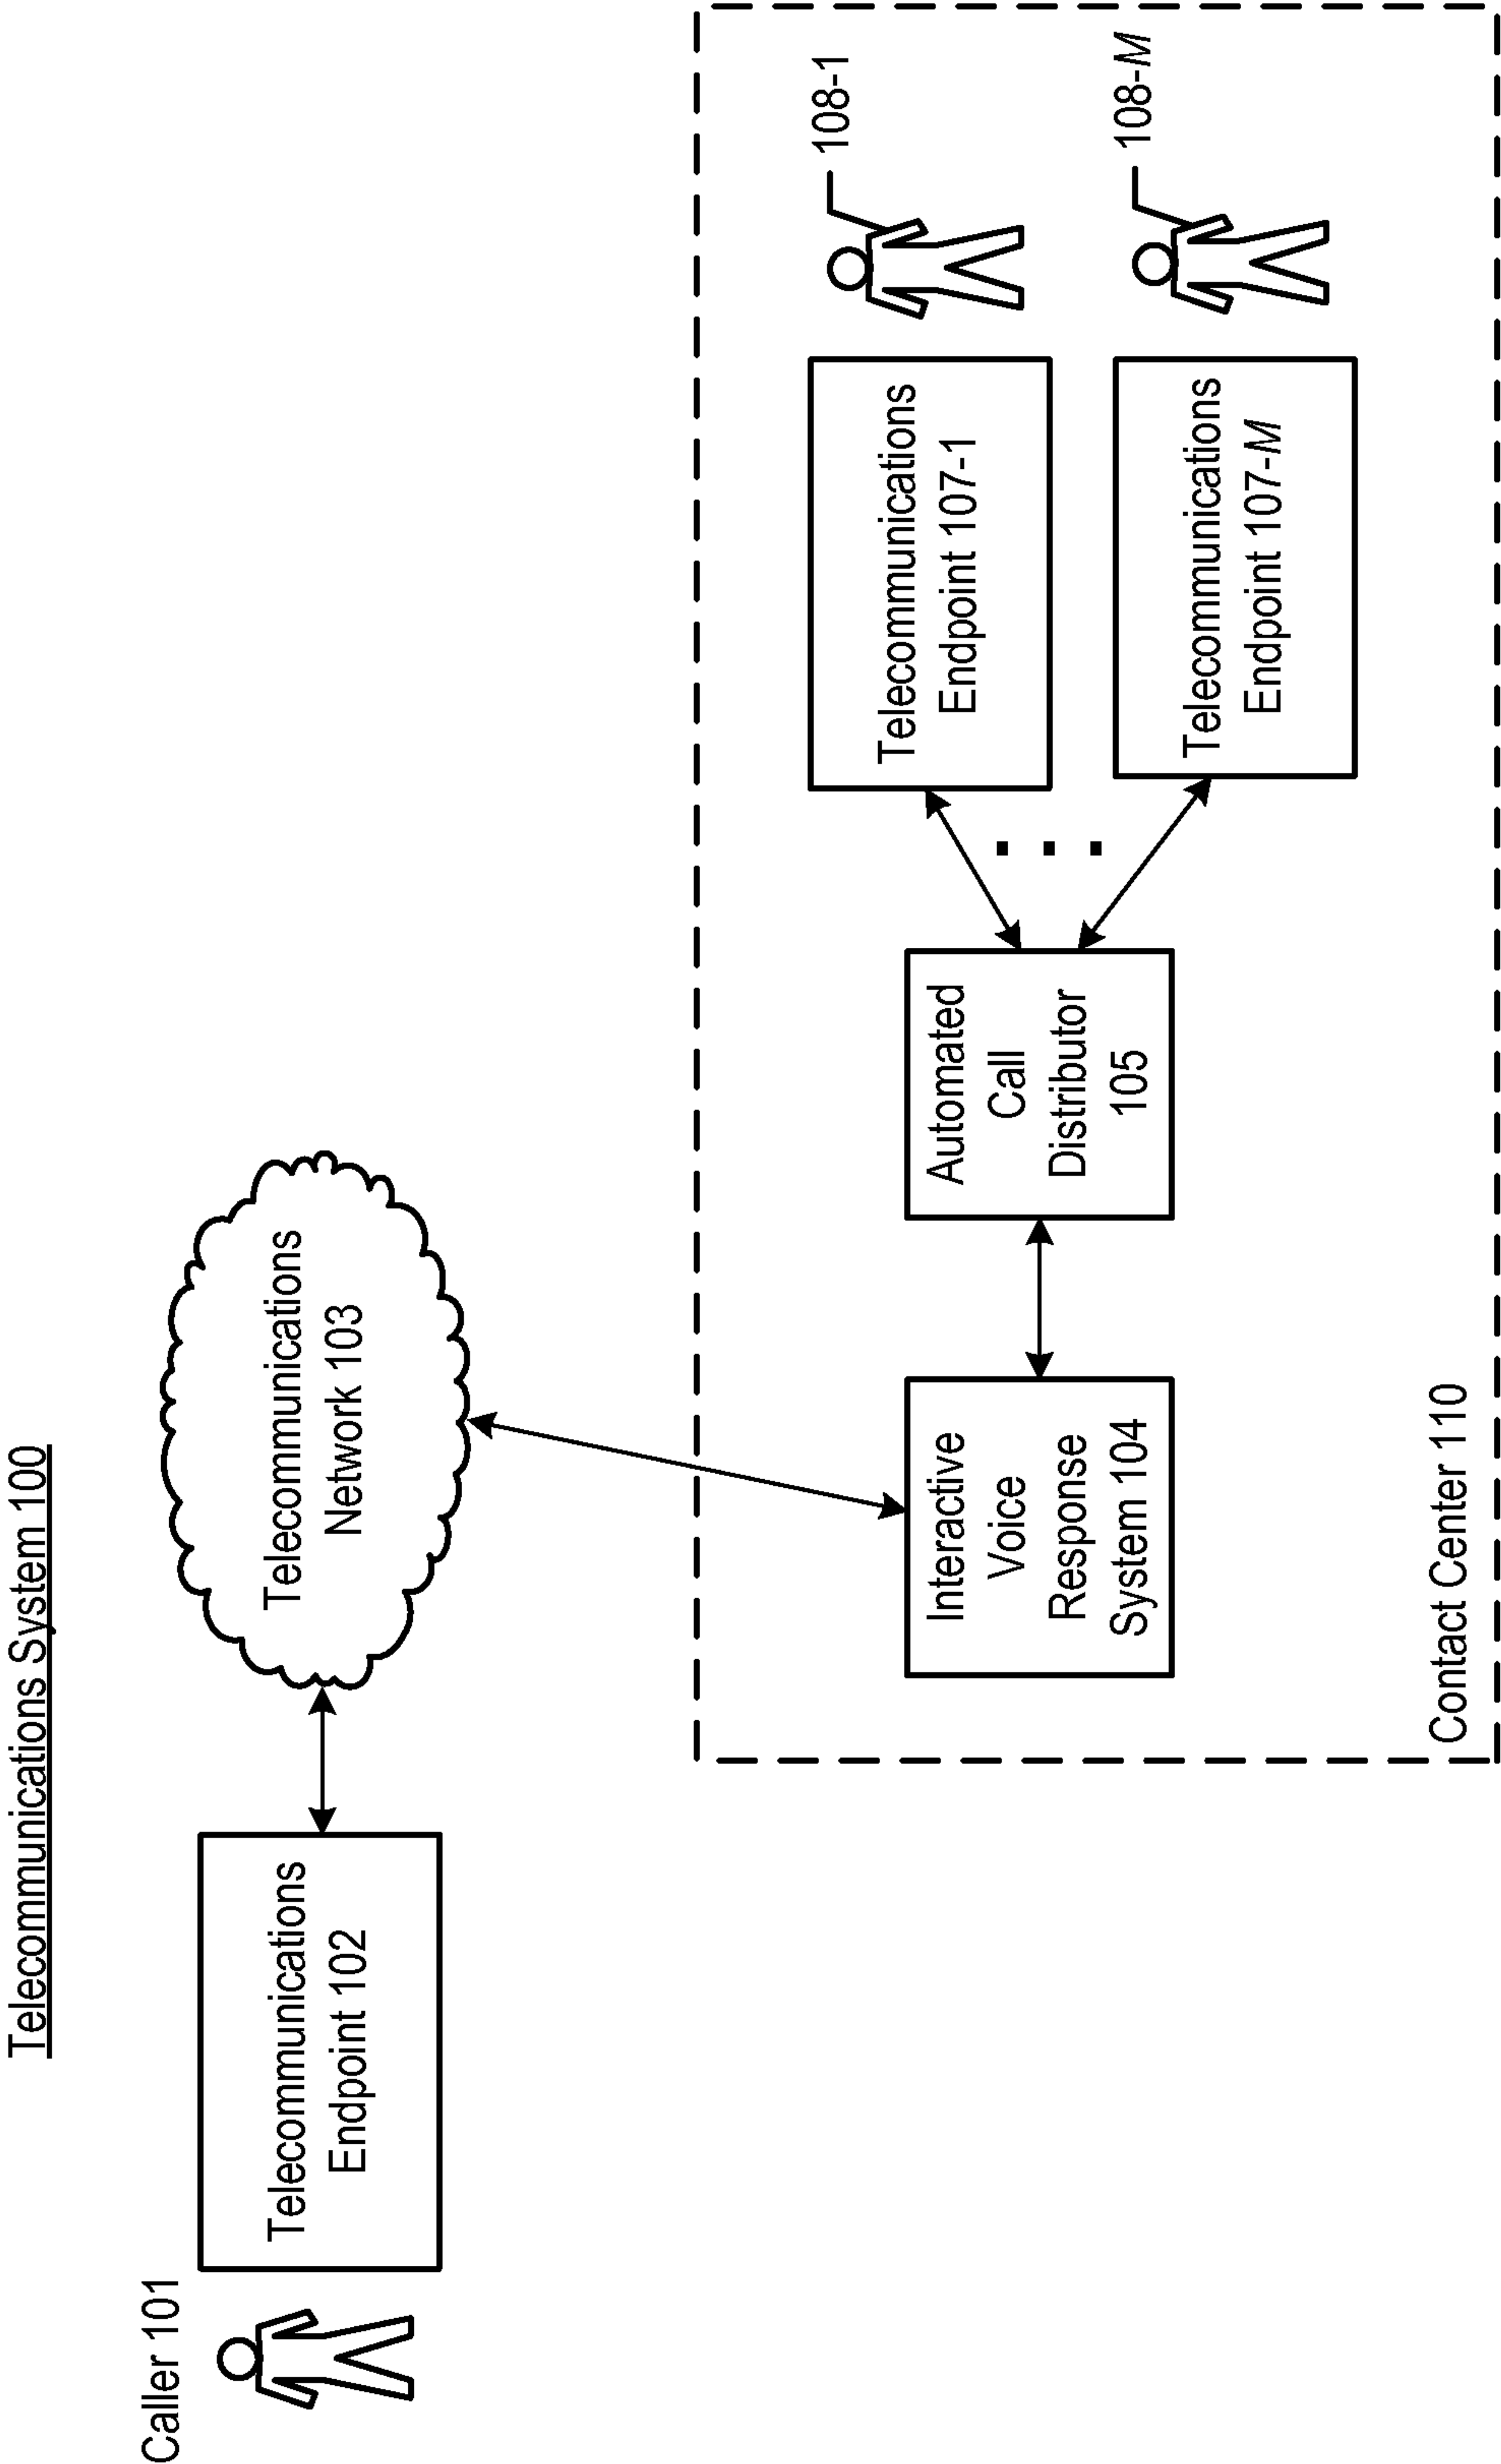 Telecommunications System 100
Caller 101
Telecommunications
Endpoint 102
Telecommunications
Network 103
Interactive
Voice
Response
System 104
Automated
Call
Distributor
105
Telecommunications
Endpoint 107-1
108-1
Telecommunications
Endpoint 107-M
108-M
Contact Center 110